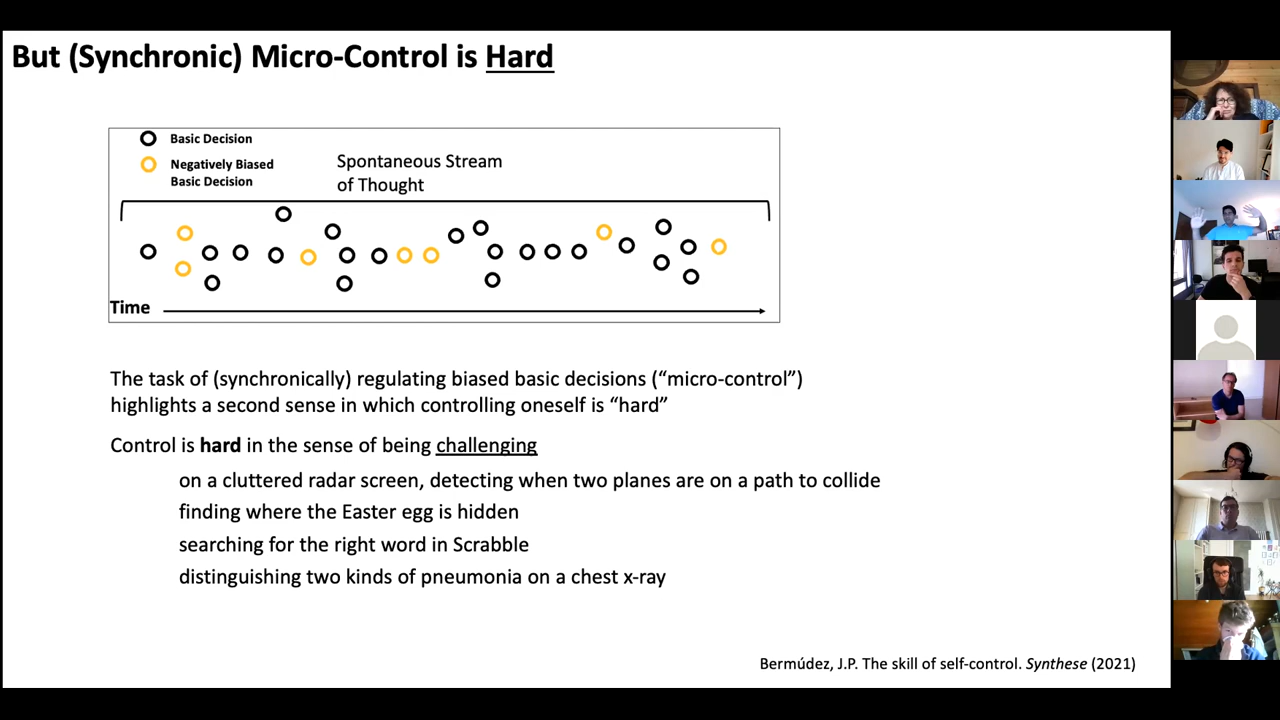 But (Synchronic) Micro-Control is Hard
Basic Decision
Negatively Biased
Basic Decision
Spontaneous Stream
of Thought
Time
The task of (synchronically) regulating biased basic decisions (“micro-control”)
highlights a second sense in which controlling oneself is “hard”
Control is hard in the sense of being challenging
on a cluttered radar screen, detecting when two planes are on a path to collide
finding where the Easter egg is hidden
searching for the right word in Scrabble
distinguishing two kinds of pneumonia on a chest x-ray
Bermúdez, J.P. The skill of self-control. Synthese (2021)